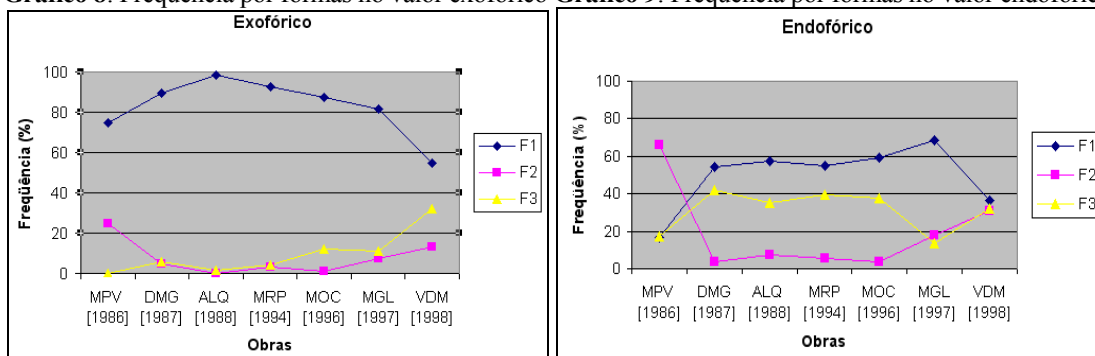 Gráfico 8. Frequência por formas no valor exofórico Gráfico 9. Frequência por formas no valor endofóric
Exofórico
Freqüência (%)
100
80
60
40
20
0
MPV DMG ALQ MRP MOC MGL VDM
[1986] [1987] [1988] [1994] [1996] [1997] [1998]
Obras
F1
F2
F3
Endofórico
Freqüência (%)
100
80
60
40
20
0
MPV DMG ALQ MRP MOC MGL VDM
[1986] [1987] [1988] [1994] [1996] [1997] [1998]
Obras
F1
F2
F3